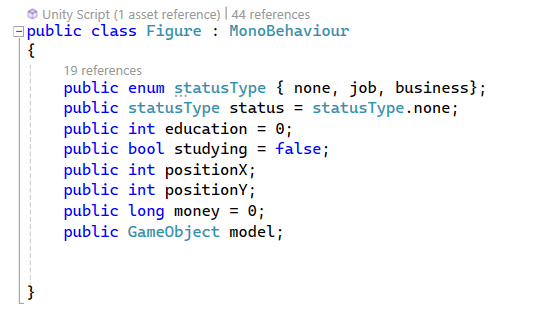 Unity Script (1 asset reference) | 44 references
public class Figure : MonoBehaviour
{
19 references
public enum statusType { none, job, business};
public statusType status = statusType.none;
public int education = 0;
public bool studying = false;
public int positionX;
public int positionY;
public long money = 0;
public GameObject model;
}